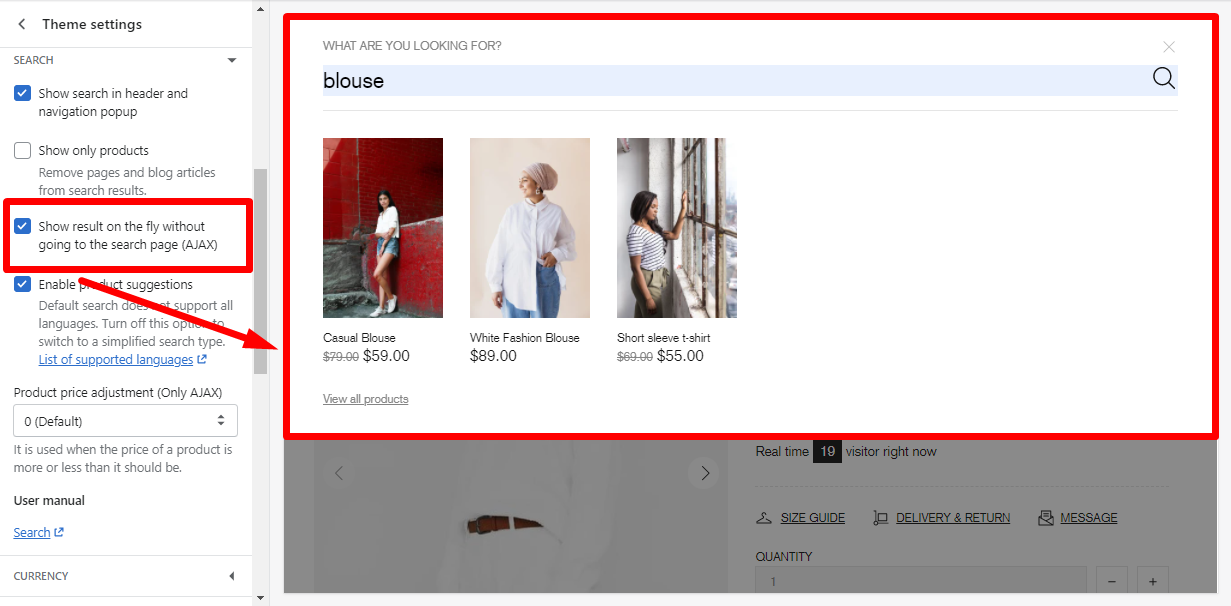 Theme settings
SEARCH
Show search in header and
navigation popup
Show only products
Remove pages and blog articles
from search results.
Show result on the fly without
going to the search page (AJAX)
Enable product suggestions
Default search does not support all
languages. Turn off this option to
switch to a simplified search type.
List of supported languages
Product price adjustment (Only AJAX)
0 (Default)
It is used when the price of a product is
more or less than it should be.
User manual
Search
CURRENCY
WHAT ARE YOU LOOKING FOR?
blouse
Casual Blouse
$79.00 $59.00
White Fashion Blouse
$89.00
Short sleeve t-shirt
$69.00 $55.00
View all products
Real time 19 visitor right now
SIZE GUIDE
DELIVERY & RETURN
MESSAGE
QUANTITY
1
− +